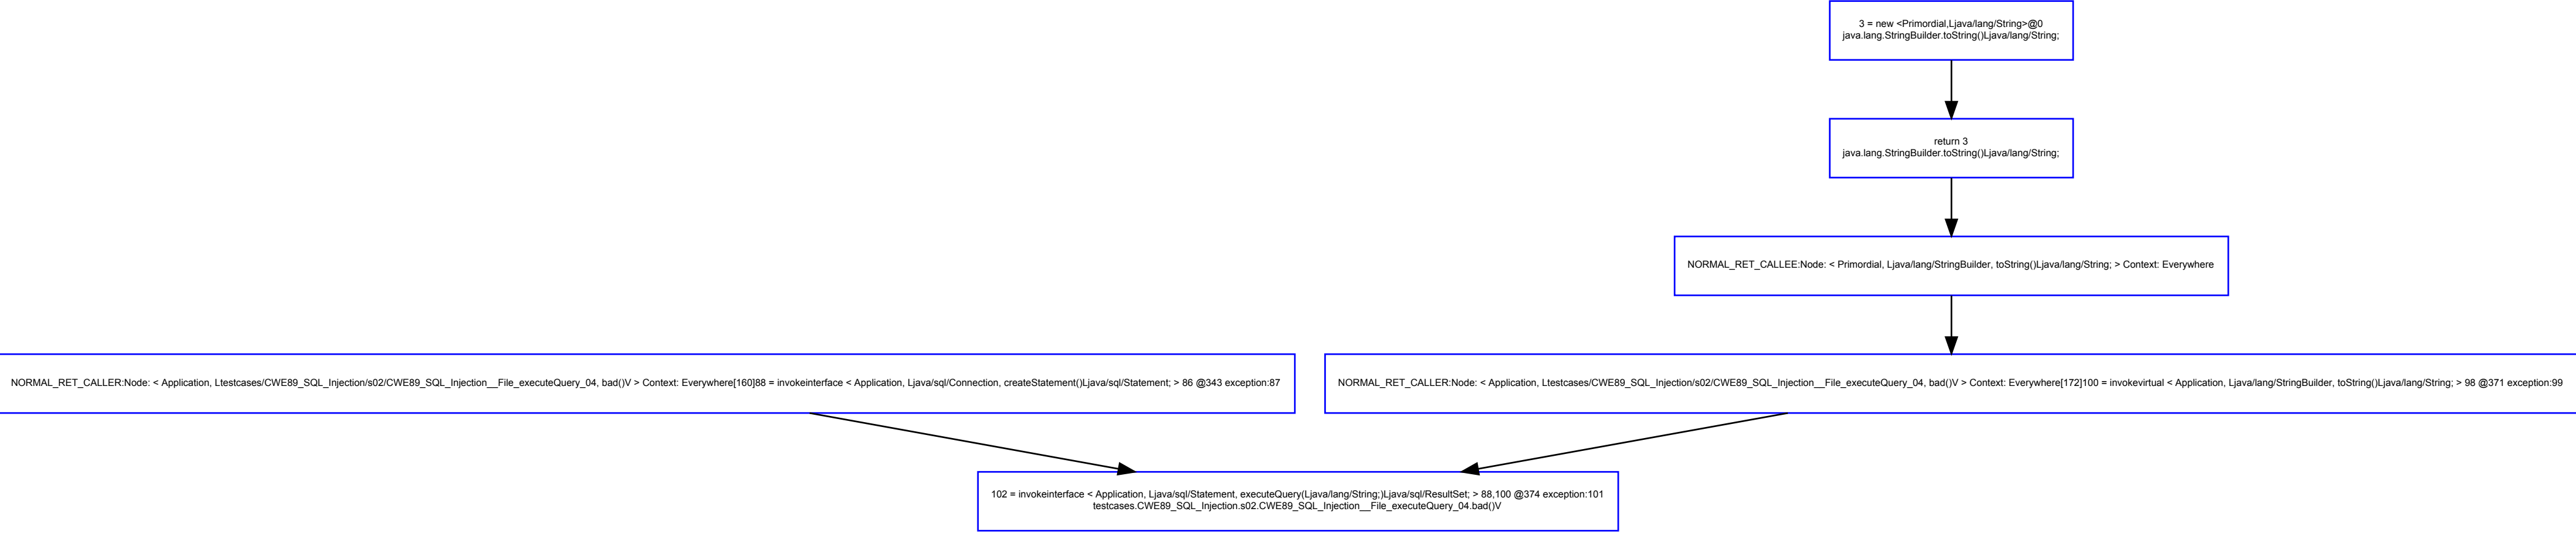 3 = new <Primordial,Ljava/lang/String>@0
java.lang.StringBuilder.toString()Ljava/lang/String;
return 3
java.lang.StringBuilder.toString()Ljava/lang/String;
NORMAL_RET_CALLEE:Node: < Primordial, Ljava/lang/StringBuilder, toString()Ljava/lang/String; > Context: Everywhere
NORMAL_RET_CALLER:Node: < Application, Ltestcases/CWE89_SQL_Injection/s02/CWE89_SQL_Injection__File_executeQuery_04, bad()V > Context: Everywhere[160]88 = invokeinterface < Application, Ljava/sql/Connection, createStatement()Ljava/sql/Statement; > 86 @343 exception:87
NORMAL_RET_CALLER:Node: < Application, Ltestcases/CWE89_SQL_Injection/s02/CWE89_SQL_Injection__File_executeQuery_04, bad()V > Context: Everywhere[172]100 = invokevirtual < Application, Ljava/lang/StringBuilder, toString()Ljava/lang/String; > 98 @371 exception:99
102 = invokeinterface < Application, Ljava/sql/Statement, executeQuery(Ljava/lang/String;)Ljava/sql/ResultSet; > 88,100 @374 exception:101
testcases.CWE89_SQL_Injection.s02.CWE89_SQL_Injection__File_executeQuery_04.bad()V